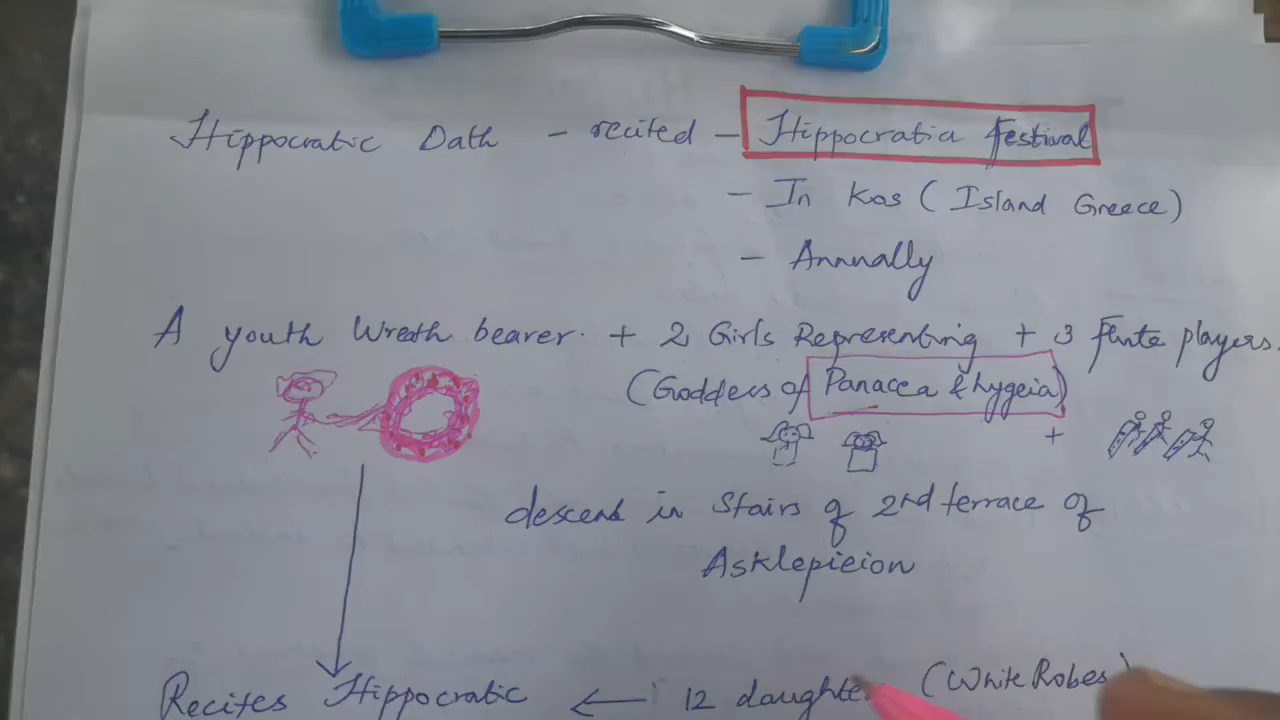 Hippocratic Oath - recited - Hippocratia festival
- In Kos ( Island Greece )
- Annually
A youth Wreath bearer. + 2 Girls Representing + 3 flute players.
(Goddess of Panacea & hygeia)
+
descend in Stairs of 2nd terrace of
Asklepieion
Recites Hippocratic ← 12 daughte (White Robes)